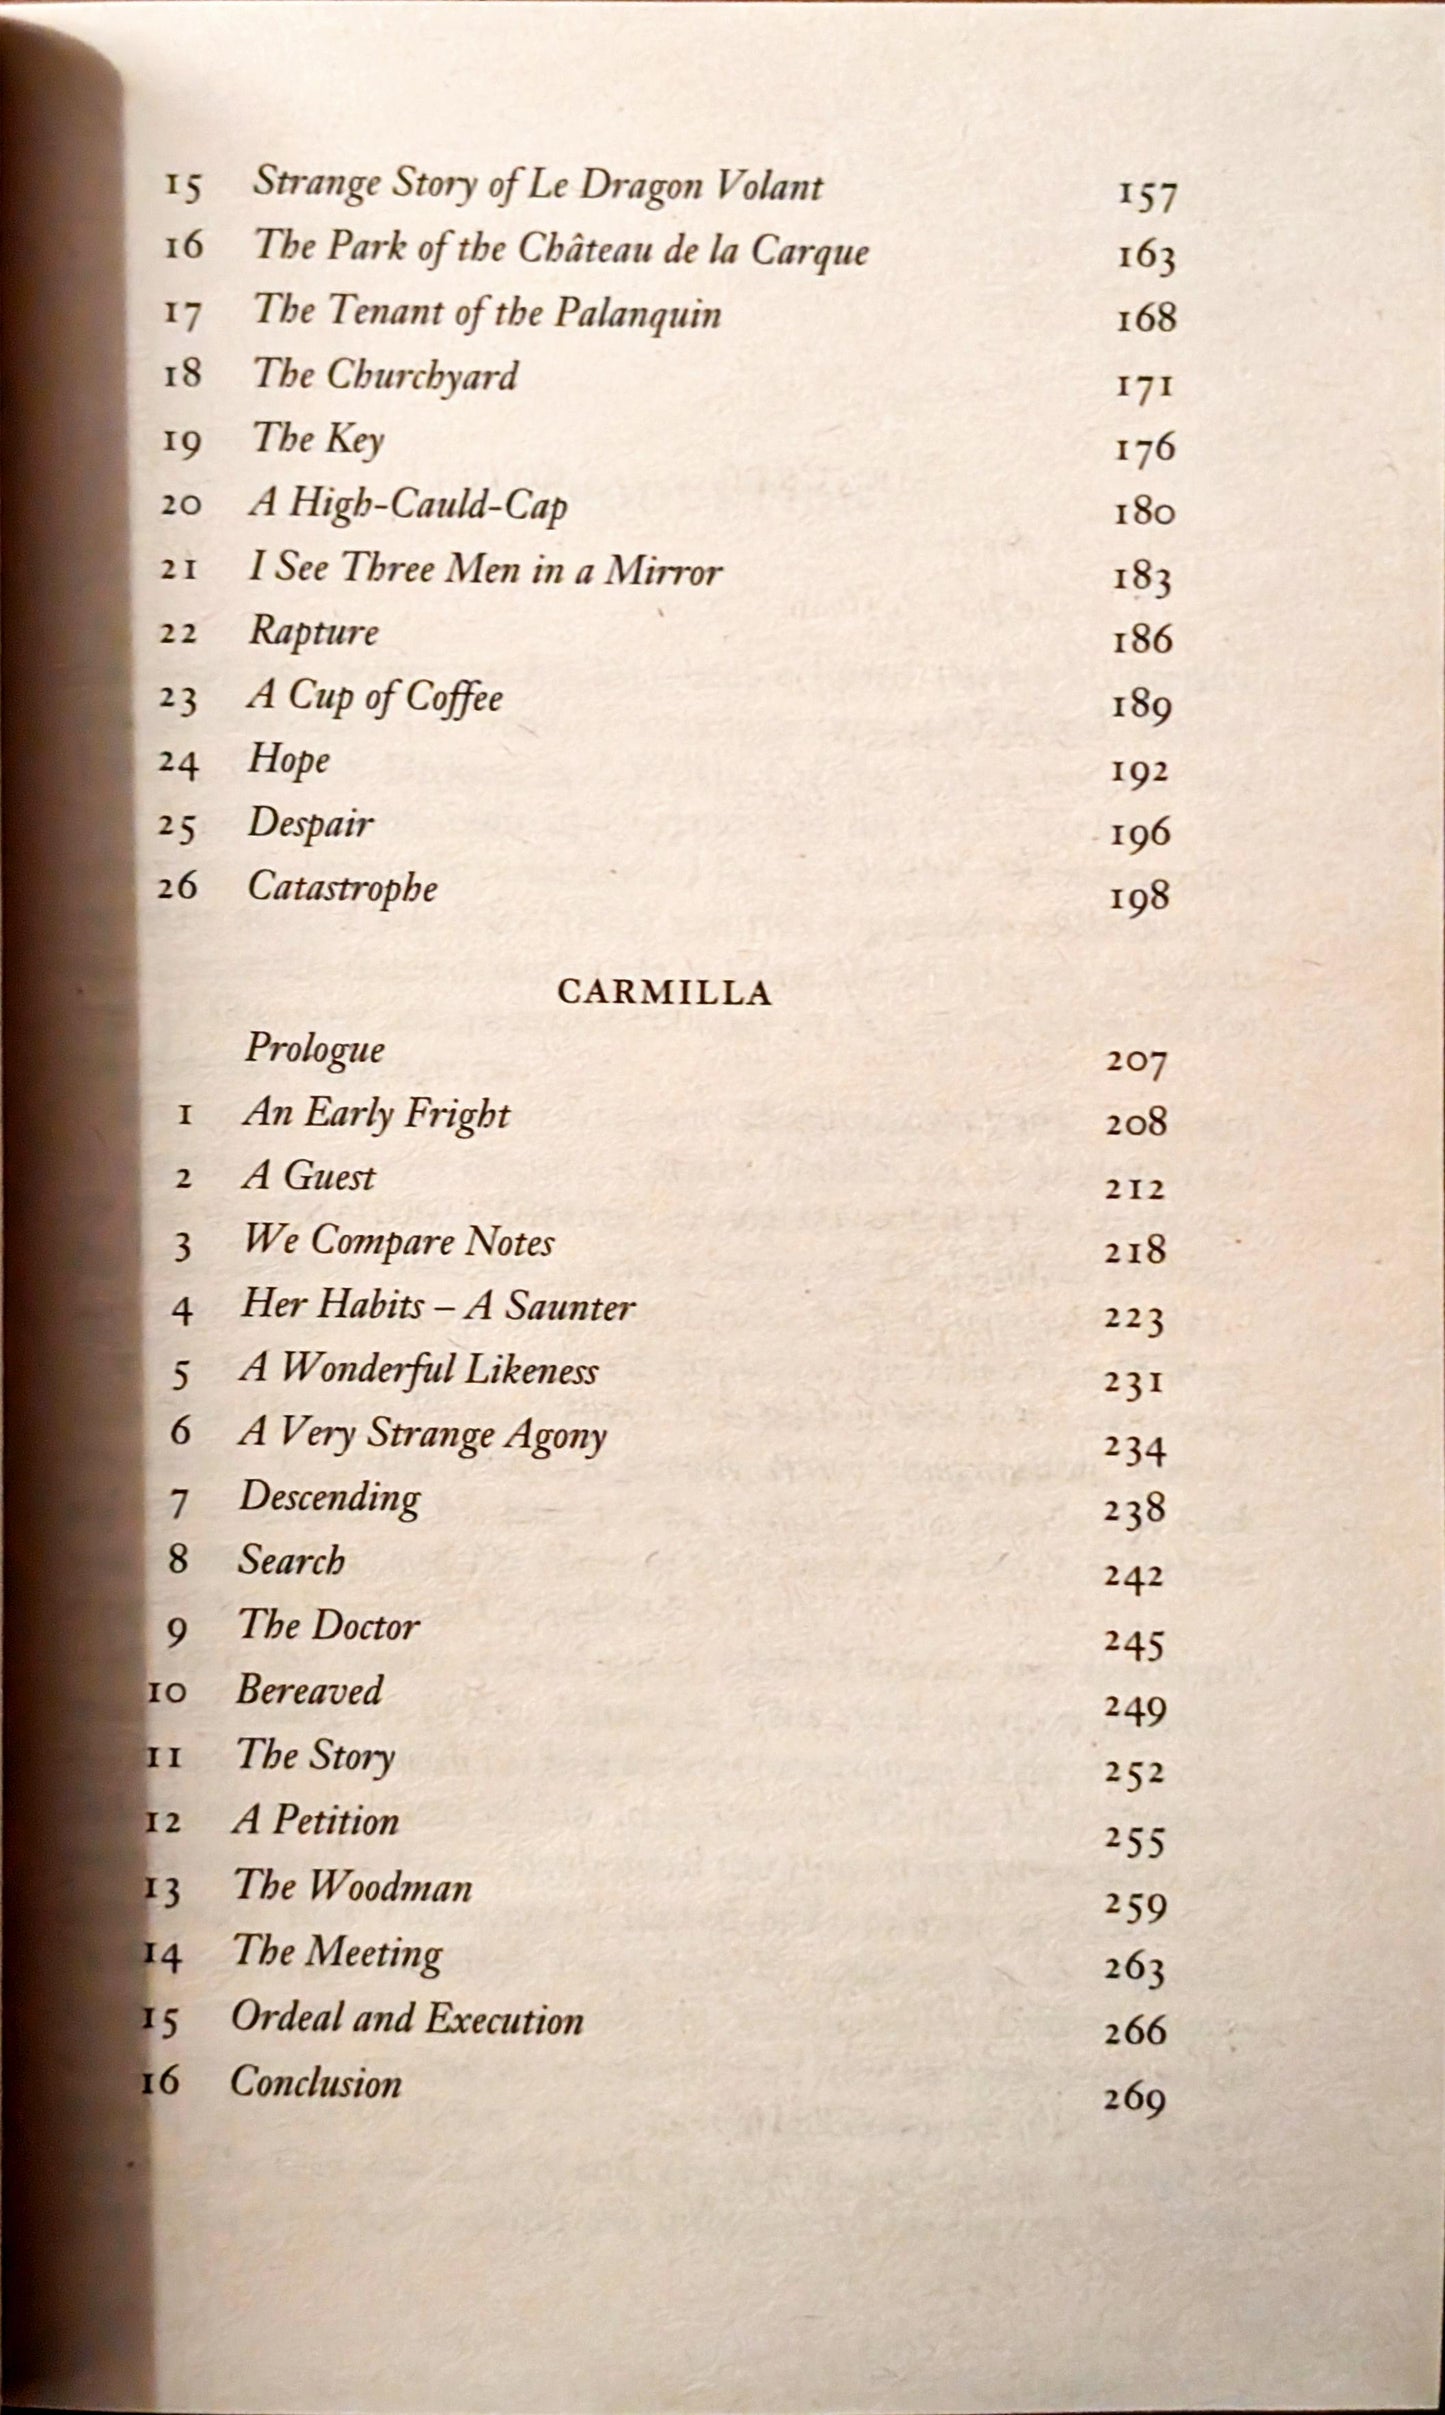 15 Strange Story of Le Dragon Volant 157
16 The Park of the Château de la Carque 163
17 The Tenant of the Palanquin 168
18 The Churchyard 171
19 The Key 176
20 A High-Cauld-Cap 180
21 I See Three Men in a Mirror 183
22 Rapture 186
23 A Cup of Coffee 189
24 Hope 192
25 Despair 196
26 Catastrophe 198
CARMILLA
Prologue 207
1 An Early Fright 208
2 A Guest 212
3 We Compare Notes 218
4 Her Habits – A Saunter 223
5 A Wonderful Likeness 231
6 A Very Strange Agony 234
7 Descending 238
8 Search 242
9 The Doctor 245
10 Bereaved 249
11 The Story 252
12 A Petition 255
13 The Woodman 259
14 The Meeting 263
15 Ordeal and Execution 266
16 Conclusion 269